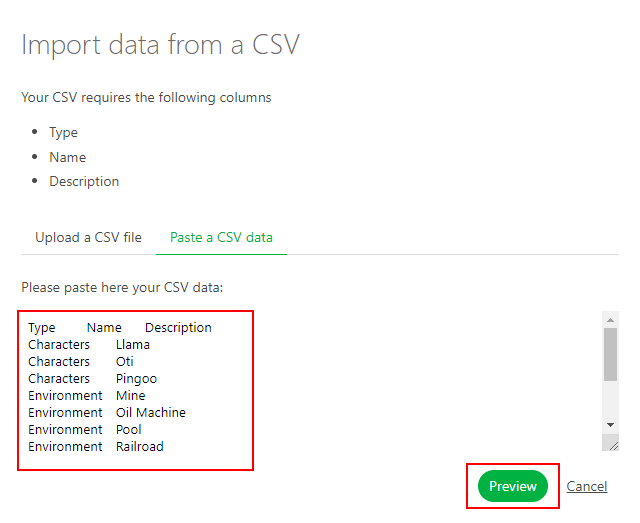 Import data from a CSV
Your CSV requires the following columns
Type
Name
Description
Upload a CSV file Paste a CSV data
Please paste here your CSV data:
Type Name Description
Characters Llama
Characters Oti
Characters Pingoo
Environment Mine
Environment Oil Machine
Environment Pool
Environment Railroad
Preview Cancel